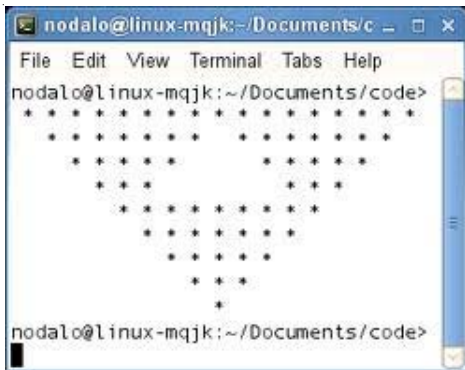 nodalo@linux-mqjk:~/Documents/c
File Edit View Terminal Tabs Help
nodalo@linux-mqjk:~/Documents/code>
* * * * * * * * * * * * * * * * *
* * * * * * * * * * * * * *
* * * * * * * * * *
* * * * * *
* * * * * * * * *
* * * * * * *
* * * * *
* * *
*
nodalo@linux-mqjk:~/Documents/code>